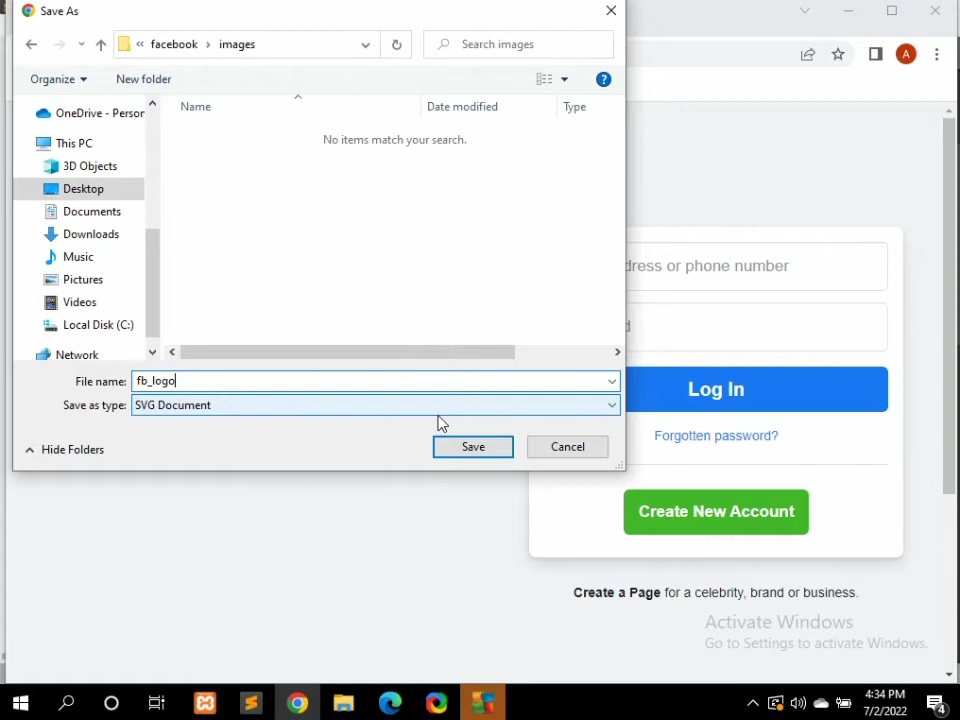 Save As
« facebook › images
Search images
Organize
New folder
?
Name
Date modified
Type
No items match your search.
OneDrive - Person
This PC
3D Objects
Desktop
Documents
Downloads
Music
Pictures
Videos
Local Disk (C:)
Network
File name: fb_logo
Save as type: SVG Document
Hide Folders
Save
Cancel
A
dress or phone number
d
Log In
Forgotten password?
Create New Account
Create a Page for a celebrity, brand or business.
Activate Windows
Go to Settings to activate Windows.
4:34 PM
7/2/2022
4